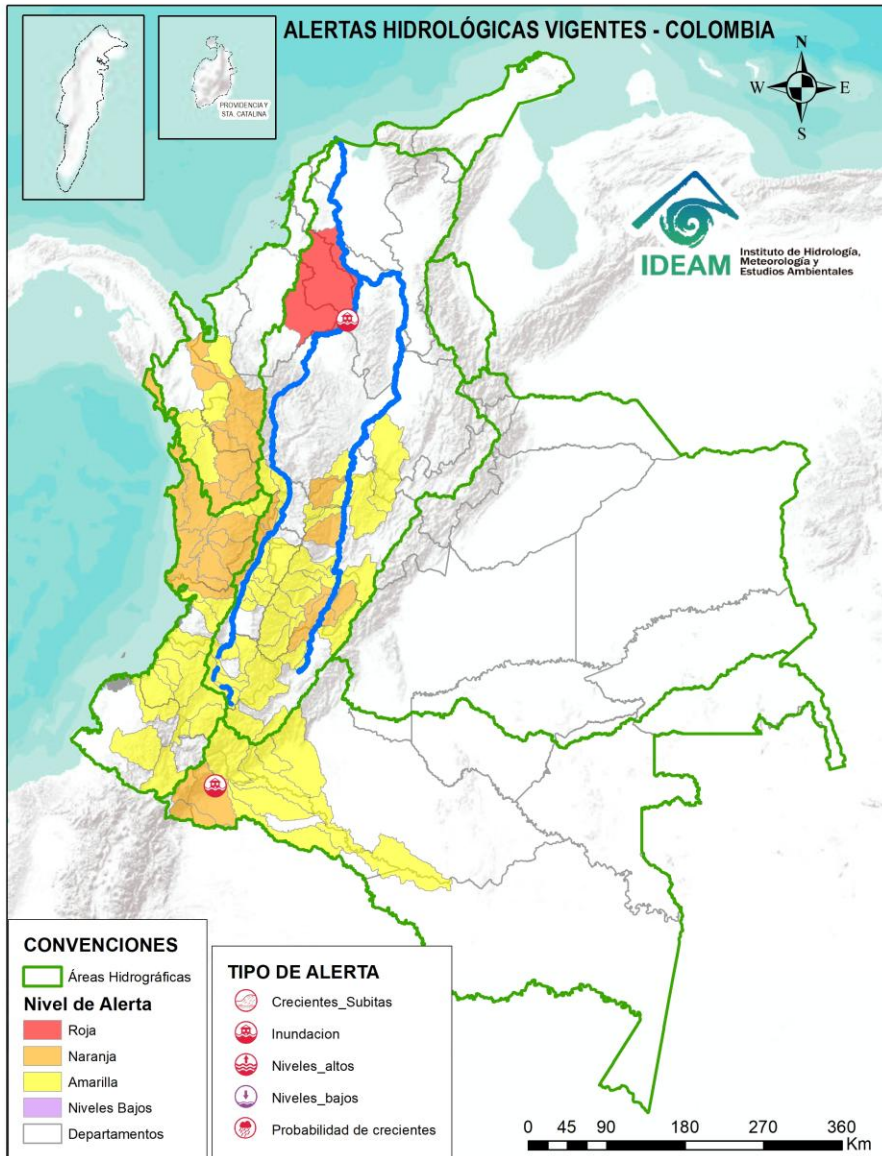 ALERTAS HIDROLÓGICAS VIGENTES - COLOMBIA
PROVIDENCIA Y
STA. CATALINA
N
W
E
S
IDEAM
Instituto de Hidrología,
Meteorología y
Estudios Ambientales
CONVENCIONES
Áreas Hidrográficas
Nivel de Alerta
Roja
Naranja
Amarilla
Niveles Bajos
Departamentos
TIPO DE ALERTA
Crecientes_Subitas
Inundacion
Niveles_altos
Niveles_bajos
Probabilidad de crecientes
0 45 90 180 270 360
Km